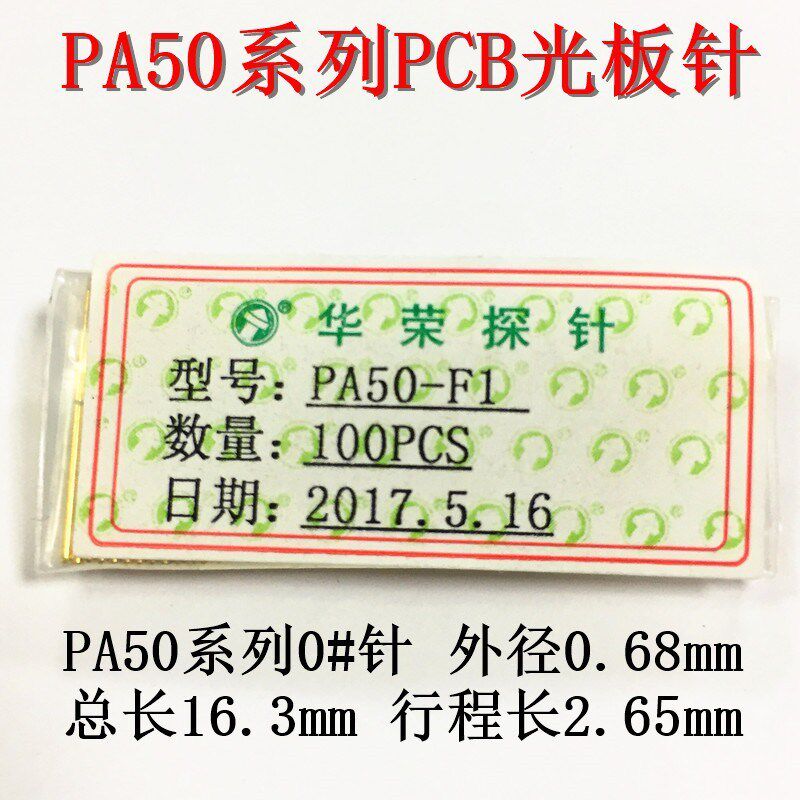 PA50系列PCB光板针
® 华荣探针
型号: PA50-F1
数量: 100PCS
日期: 2017.5.16
PA50系列0#针 外径0.68mm
总长16.3mm 行程长2.65mm